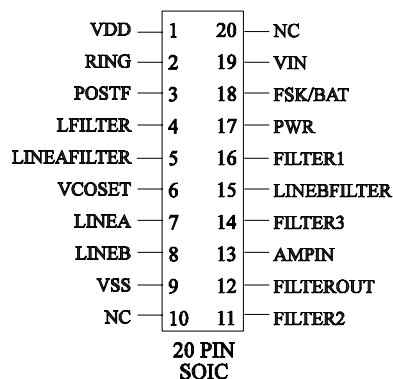 VDD 1 20 NC
RING 2 19 VIN
POSTF 3 18 FSK/BAT
LFILTER 4 17 PWR
LINEAFILTER 5 16 FILTER1
VCOSET 6 15 LINEBFILTER
LINEA 7 14 FILTER3
LINEB 8 13 AMPIN
VSS 9 12 FILTEROUT
NC 10 11 FILTER2
20 PIN
SOIC